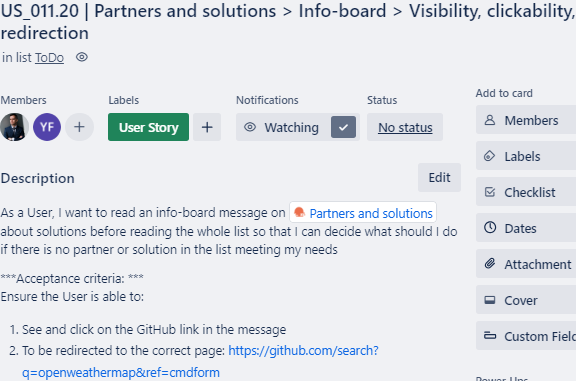 US_011.20 | Partners and solutions > Info-board > Visibility, clickability,
redirection
in list ToDo
Members
Labels
Notifications
Status
YF
+
User Story
+
Watching
No status
Add to card
Members
Labels
Checklist
Dates
Attachment
Cover
Custom Field
Description
Edit
As a User, I want to read an info-board message on Partners and solutions
about solutions before reading the whole list so that I can decide what should I do
if there is no partner or solution in the list meeting my needs
***Acceptance criteria: ***
Ensure the User is able to:
1. See and click on the GitHub link in the message
2. To be redirected to the correct page: https://github.com/search?
q=openweathermap&ref=cmdform